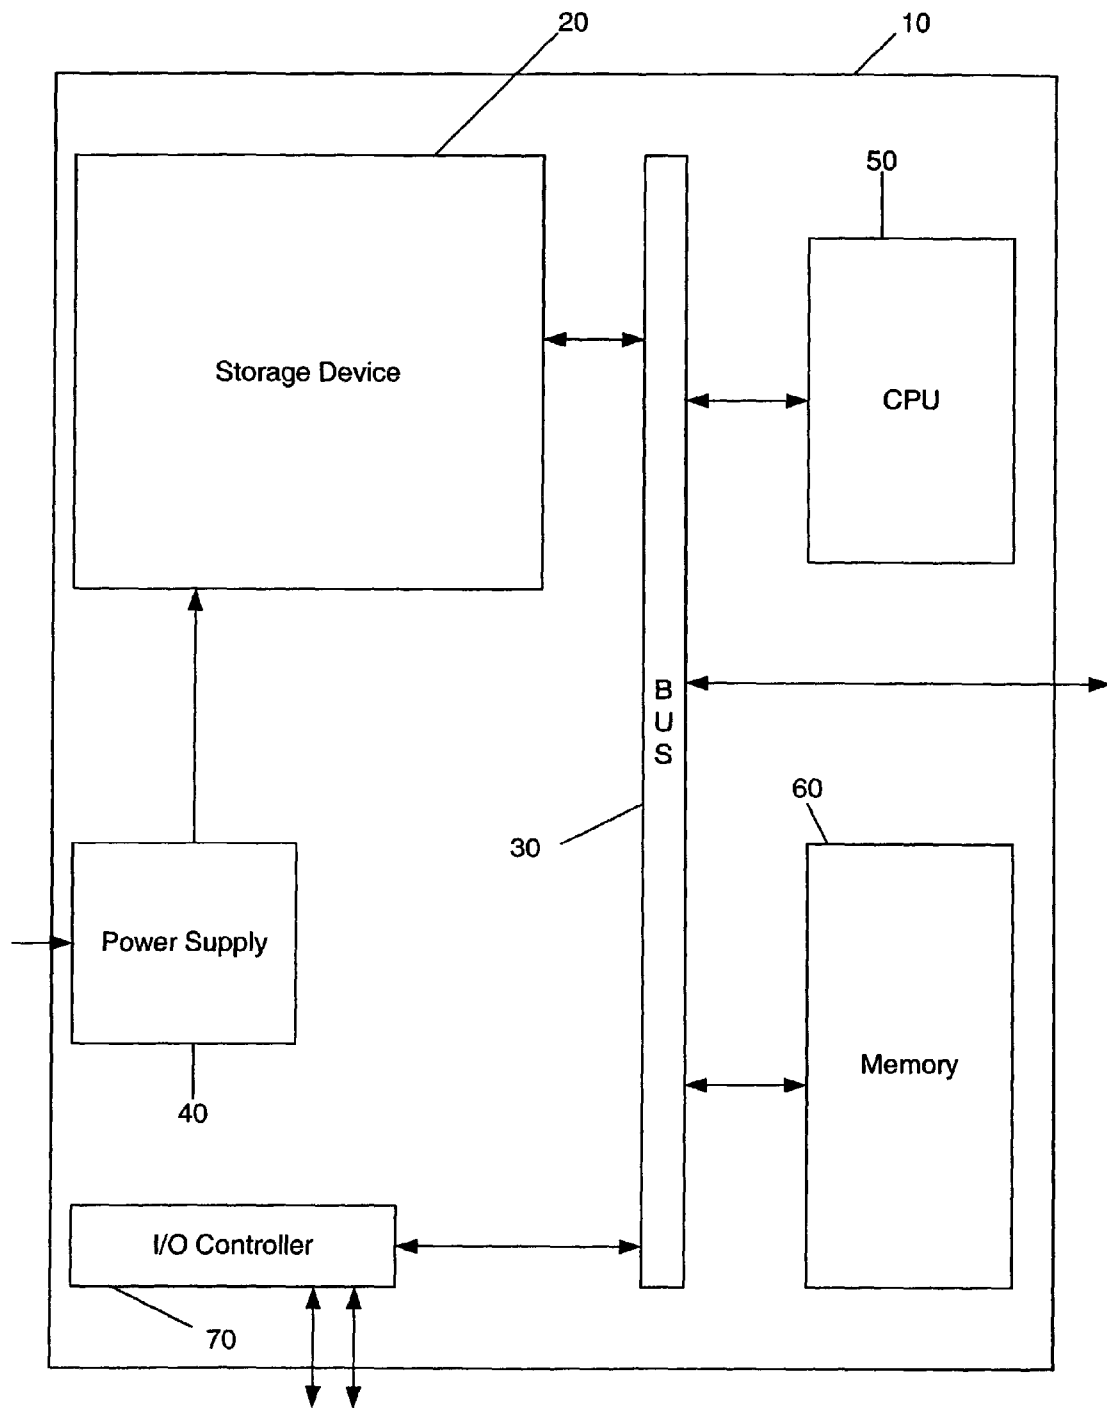 20
10
50
Storage Device
CPU
B
U
S
60
30
Power Supply
Memory
40
I/O Controller
70